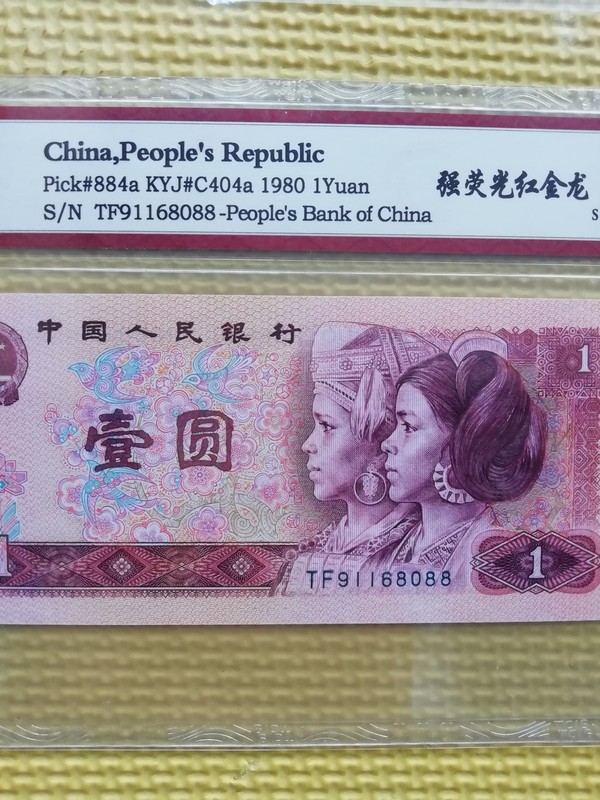 China,People's Republic
Pick#884a KYJ#C404a 1980 1Yuan
强荧光红金龙
S/N TF91168088-People's Bank of China
S
中国人民银行
1
壹圆
1
TF91168088
1